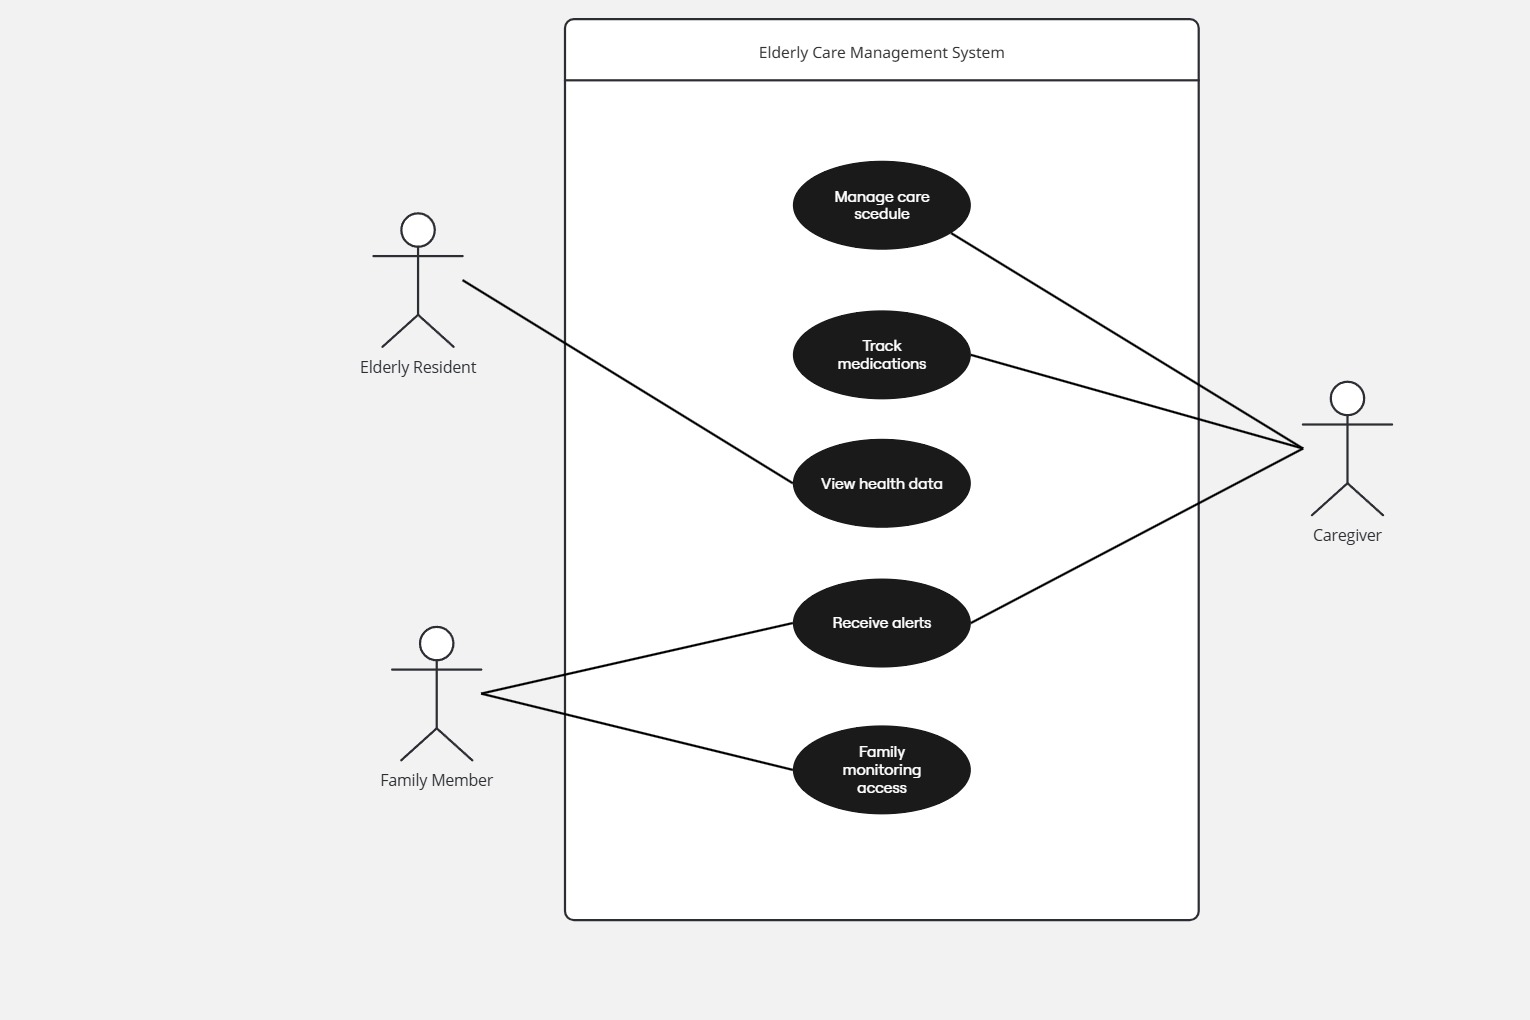 Elderly Care Management System
Manage care
scedule
Track
medications
Elderly Resident
View health data
Caregiver
Receive alerts
Family
monitoring
access
Family Member